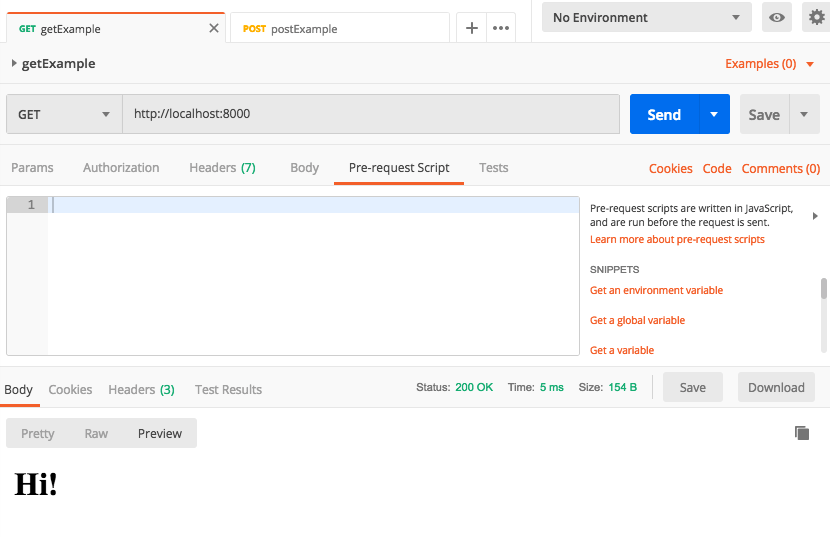 GET getExample
POST postExample
No Environment
getExample
Examples (0)
GET
http://localhost:8000
Send
Save
Params
Authorization
Headers (7)
Body
Pre-request Script
Tests
Cookies
Code
Comments (0)
1
Pre-request scripts are written in JavaScript,
and are run before the request is sent.
Learn more about pre-request scripts
SNIPPETS
Get an environment variable
Get a global variable
Get a variable
Body
Cookies
Headers (3)
Test Results
Status: 200 OK
Time: 5 ms
Size: 154 B
Save
Download
Pretty
Raw
Preview
Hi!